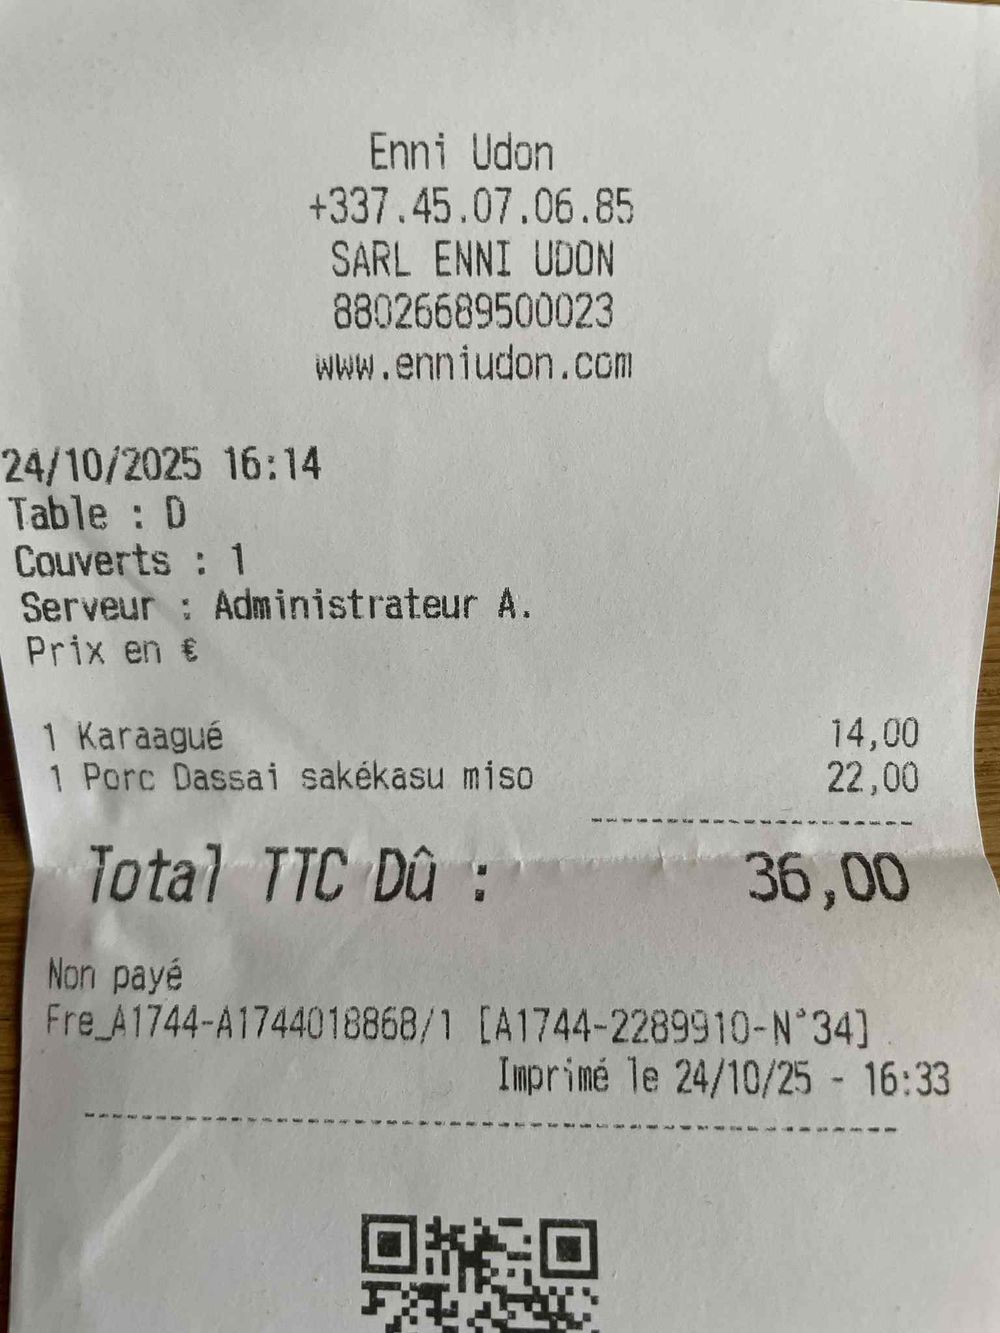 Enni Udon
+337.45.07.06.85
SARL ENNI UDON
88026689500023
www.enniudon.com
24/10/2025 16:14
Table : D
Couverts : 1
Serveur : Administrateur A.
Prix en €
1 Karaagué 14,00
1 Porc Dassai sakékasu miso 22,00
Total TTC Dû : 36,00
Non payé
Fre_A1744-A1744018868/1 [A1744-2289910-N°34]
Imprimé le 24/10/25 - 16:33